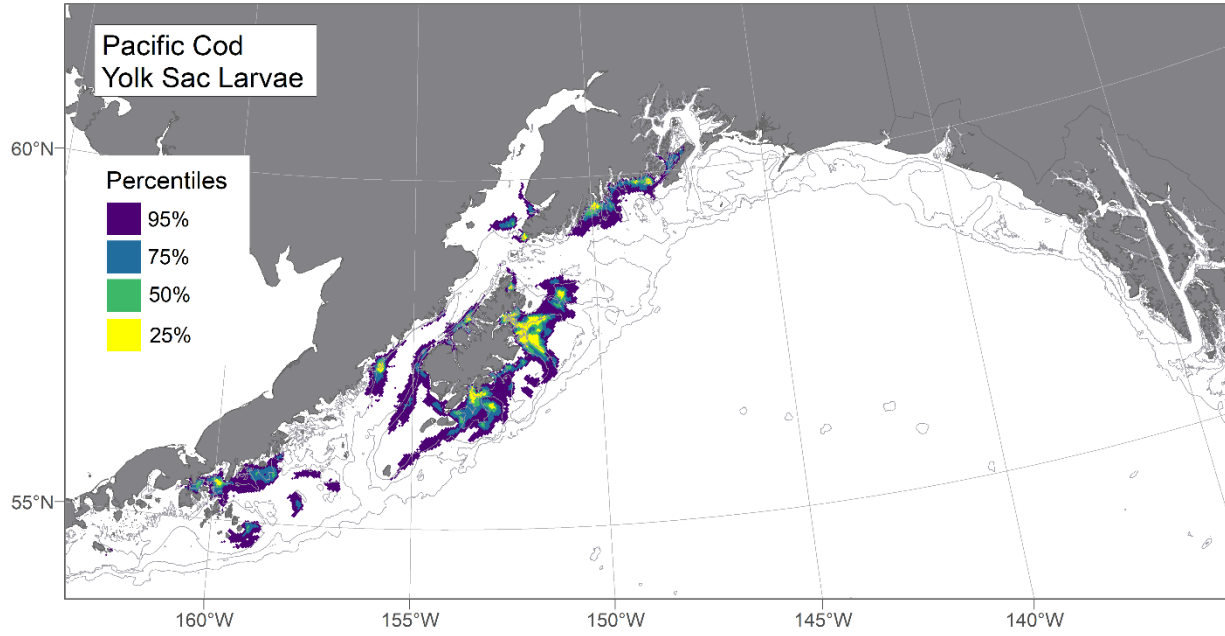 Pacific Cod
Yolk Sac Larvae
60°N
Percentiles
95%
75%
50%
25%
55°N
160°W
155°W
150°W
145°W
140°W